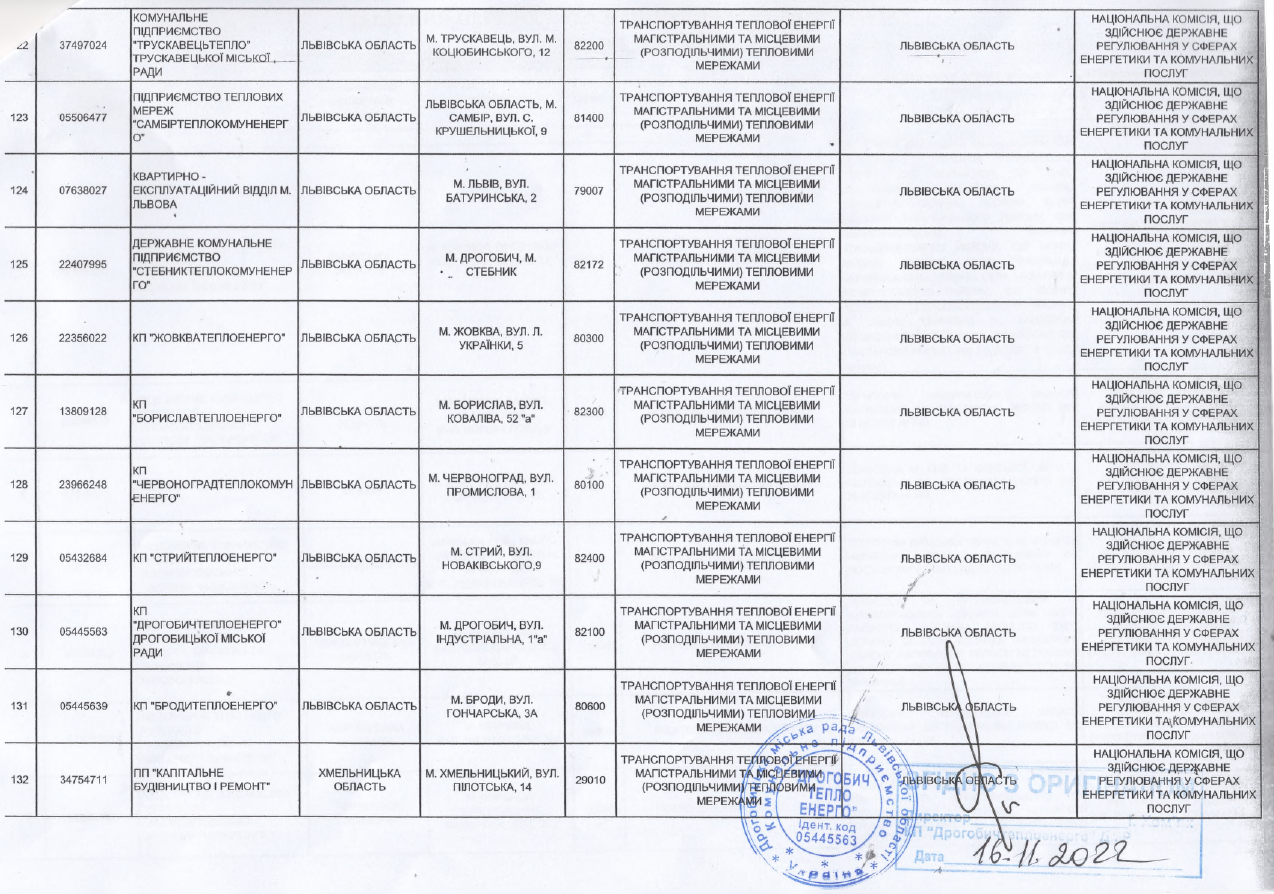 22 37497024 КОМУНАЛЬНЕ ПІДПРИЄМСТВО "ТРУСКАВЕЦЬТЕПЛО" ТРУСКАВЕЦЬКОЇ МІСЬКОЇ РАДИ ЛЬВІВСЬКА ОБЛАСТЬ М. ТРУСКАВЕЦЬ, ВУЛ. М. КОЦЮБИНСЬКОГО, 12 82200 ТРАНСПОРТУВАННЯ ТЕПЛОВОЇ ЕНЕРГІЇ МАГІСТРАЛЬНИМИ ТА МІСЦЕВИМИ (РОЗПОДІЛЬЧИМИ) ТЕПЛОВИМИ МЕРЕЖАМИ ЛЬВІВСЬКА ОБЛАСТЬ НАЦІОНАЛЬНА КОМІСІЯ, ЩО ЗДІЙСНЮЄ ДЕРЖАВНЕ РЕГУЛЮВАННЯ У СФЕРАХ ЕНЕРГЕТИКИ ТА КОМУНАЛЬНИХ ПОСЛУГ
123 05506477 ПІДПРИЄМСТВО ТЕПЛОВИХ МЕРЕЖ "САМБІРТЕПЛОКОМУНЕНЕРГО" ЛЬВІВСЬКА ОБЛАСТЬ ЛЬВІВСЬКА ОБЛАСТЬ, М. САМБІР, ВУЛ. С. КРУШЕЛЬНИЦЬКОЇ, 9 81400 ТРАНСПОРТУВАННЯ ТЕПЛОВОЇ ЕНЕРГІЇ МАГІСТРАЛЬНИМИ ТА МІСЦЕВИМИ (РОЗПОДІЛЬЧИМИ) ТЕПЛОВИМИ МЕРЕЖАМИ ЛЬВІВСЬКА ОБЛАСТЬ НАЦІОНАЛЬНА КОМІСІЯ, ЩО ЗДІЙСНЮЄ ДЕРЖАВНЕ РЕГУЛЮВАННЯ У СФЕРАХ ЕНЕРГЕТИКИ ТА КОМУНАЛЬНИХ ПОСЛУГ
124 07638027 КВАРТИРНО - ЕКСПЛУАТАЦІЙНИЙ ВІДДІЛ М. ЛЬВОВА ЛЬВІВСЬКА ОБЛАСТЬ М. ЛЬВІВ, ВУЛ. БАТУРИНСЬКА, 2 79007 ТРАНСПОРТУВАННЯ ТЕПЛОВОЇ ЕНЕРГІЇ МАГІСТРАЛЬНИМИ ТА МІСЦЕВИМИ (РОЗПОДІЛЬЧИМИ) ТЕПЛОВИМИ МЕРЕЖАМИ ЛЬВІВСЬКА ОБЛАСТЬ НАЦІОНАЛЬНА КОМІСІЯ, ЩО ЗДІЙСНЮЄ ДЕРЖАВНЕ РЕГУЛЮВАННЯ У СФЕРАХ ЕНЕРГЕТИКИ ТА КОМУНАЛЬНИХ ПОСЛУГ
125 22407995 ДЕРЖАВНЕ КОМУНАЛЬНЕ ПІДПРИЄМСТВО "СТЕБНИКТЕПЛОКОМУНЕНЕРГО" ЛЬВІВСЬКА ОБЛАСТЬ М. ДРОГОБИЧ, М. СТЕБНИК 82172 ТРАНСПОРТУВАННЯ ТЕПЛОВОЇ ЕНЕРГІЇ МАГІСТРАЛЬНИМИ ТА МІСЦЕВИМИ (РОЗПОДІЛЬЧИМИ) ТЕПЛОВИМИ МЕРЕЖАМИ ЛЬВІВСЬКА ОБЛАСТЬ НАЦІОНАЛЬНА КОМІСІЯ, ЩО ЗДІЙСНЮЄ ДЕРЖАВНЕ РЕГУЛЮВАННЯ У СФЕРАХ ЕНЕРГЕТИКИ ТА КОМУНАЛЬНИХ ПОСЛУГ
126 22356022 КП "ЖОВКВАТЕПЛОЕНЕРГО" ЛЬВІВСЬКА ОБЛАСТЬ М. ЖОВКВА, ВУЛ. Л. УКРАЇНКИ, 5 80300 ТРАНСПОРТУВАННЯ ТЕПЛОВОЇ ЕНЕРГІЇ МАГІСТРАЛЬНИМИ ТА МІСЦЕВИМИ (РОЗПОДІЛЬЧИМИ) ТЕПЛОВИМИ МЕРЕЖАМИ ЛЬВІВСЬКА ОБЛАСТЬ НАЦІОНАЛЬНА КОМІСІЯ, ЩО ЗДІЙСНЮЄ ДЕРЖАВНЕ РЕГУЛЮВАННЯ У СФЕРАХ ЕНЕРГЕТИКИ ТА КОМУНАЛЬНИХ ПОСЛУГ
127 13809128 КП "БОРИСЛАВТЕПЛОЕНЕРГО" ЛЬВІВСЬКА ОБЛАСТЬ М. БОРИСЛАВ, ВУЛ. КОВАЛІВА, 52 "а" 82300 ТРАНСПОРТУВАННЯ ТЕПЛОВОЇ ЕНЕРГІЇ МАГІСТРАЛЬНИМИ ТА МІСЦЕВИМИ (РОЗПОДІЛЬЧИМИ) ТЕПЛОВИМИ МЕРЕЖАМИ ЛЬВІВСЬКА ОБЛАСТЬ НАЦІОНАЛЬНА КОМІСІЯ, ЩО ЗДІЙСНЮЄ ДЕРЖАВНЕ РЕГУЛЮВАННЯ У СФЕРАХ ЕНЕРГЕТИКИ ТА КОМУНАЛЬНИХ ПОСЛУГ
128 23966248 КП "ЧЕРВОНОГРАДТЕПЛОКОМУНЕНЕРГО" ЛЬВІВСЬКА ОБЛАСТЬ М. ЧЕРВОНОГРАД, ВУЛ. ПРОМИСЛОВА, 1 80100 ТРАНСПОРТУВАННЯ ТЕПЛОВОЇ ЕНЕРГІЇ МАГІСТРАЛЬНИМИ ТА МІСЦЕВИМИ (РОЗПОДІЛЬЧИМИ) ТЕПЛОВИМИ МЕРЕЖАМИ ЛЬВІВСЬКА ОБЛАСТЬ НАЦІОНАЛЬНА КОМІСІЯ, ЩО ЗДІЙСНЮЄ ДЕРЖАВНЕ РЕГУЛЮВАННЯ У СФЕРАХ ЕНЕРГЕТИКИ ТА КОМУНАЛЬНИХ ПОСЛУГ
129 05432684 КП "СТРИЙТЕПЛОЕНЕРГО" ЛЬВІВСЬКА ОБЛАСТЬ М. СТРИЙ, ВУЛ. НОВАКІВСЬКОГО,9 82400 ТРАНСПОРТУВАННЯ ТЕПЛОВОЇ ЕНЕРГІЇ МАГІСТРАЛЬНИМИ ТА МІСЦЕВИМИ (РОЗПОДІЛЬЧИМИ) ТЕПЛОВИМИ МЕРЕЖАМИ ЛЬВІВСЬКА ОБЛАСТЬ НАЦІОНАЛЬНА КОМІСІЯ, ЩО ЗДІЙСНЮЄ ДЕРЖАВНЕ РЕГУЛЮВАННЯ У СФЕРАХ ЕНЕРГЕТИКИ ТА КОМУНАЛЬНИХ ПОСЛУГ
130 05445563 КП "ДРОГОБИЧТЕПЛОЕНЕРГО" ДРОГОБИЦЬКОЇ МІСЬКОЇ РАДИ ЛЬВІВСЬКА ОБЛАСТЬ М. ДРОГОБИЧ, ВУЛ. ІНДУСТРІАЛЬНА, 1"а" 82100 ТРАНСПОРТУВАННЯ ТЕПЛОВОЇ ЕНЕРГІЇ МАГІСТРАЛЬНИМИ ТА МІСЦЕВИМИ (РОЗПОДІЛЬЧИМИ) ТЕПЛОВИМИ МЕРЕЖАМИ ЛЬВІВСЬКА ОБЛАСТЬ НАЦІОНАЛЬНА КОМІСІЯ, ЩО ЗДІЙСНЮЄ ДЕРЖАВНЕ РЕГУЛЮВАННЯ У СФЕРАХ ЕНЕРГЕТИКИ ТА КОМУНАЛЬНИХ ПОСЛУГ
131 05445639 КП "БРОДИТЕПЛОЕНЕРГО" ЛЬВІВСЬКА ОБЛАСТЬ М. БРОДИ, ВУЛ. ГОНЧАРСЬКА, 3А 80600 ТРАНСПОРТУВАННЯ ТЕПЛОВОЇ ЕНЕРГІЇ МАГІСТРАЛЬНИМИ ТА МІСЦЕВИМИ (РОЗПОДІЛЬЧИМИ) ТЕПЛОВИМИ МЕРЕЖАМИ ЛЬВІВСЬКА ОБЛАСТЬ НАЦІОНАЛЬНА КОМІСІЯ, ЩО ЗДІЙСНЮЄ ДЕРЖАВНЕ РЕГУЛЮВАННЯ У СФЕРАХ ЕНЕРГЕТИКИ ТА КОМУНАЛЬНИХ ПОСЛУГ
132 34754711 ПП "КАПІТАЛЬНЕ БУДІВНИЦТВО І РЕМОНТ" ХМЕЛЬНИЦЬКА ОБЛАСТЬ М. ХМЕЛЬНИЦЬКИЙ, ВУЛ. ПІЛОТСЬКА, 14 29010 ТРАНСПОРТУВАННЯ ТЕПЛОВОЇ ЕНЕРГІЇ МАГІСТРАЛЬНИМИ ТА МІСЦЕВИМИ (РОЗПОДІЛЬЧИМИ) ТЕПЛОВИМИ МЕРЕЖАМИ ЛЬВІВСЬКА ОБЛАСТЬ НАЦІОНАЛЬНА КОМІСІЯ, ЩО ЗДІЙСНЮЄ ДЕРЖАВНЕ РЕГУЛЮВАННЯ У СФЕРАХ ЕНЕРГЕТИКИ ТА КОМУНАЛЬНИХ ПОСЛУГ
міська рада Львівської області
Комунальне підприємство
"ДРОГОБИЧ
ТЕПЛО
ЕНЕРГО"
Ідент. код
05445563
ЗГІДНО З
Директор
КП "Дрогобичтеплоенерго" ДМР
Дата 16.11.2022